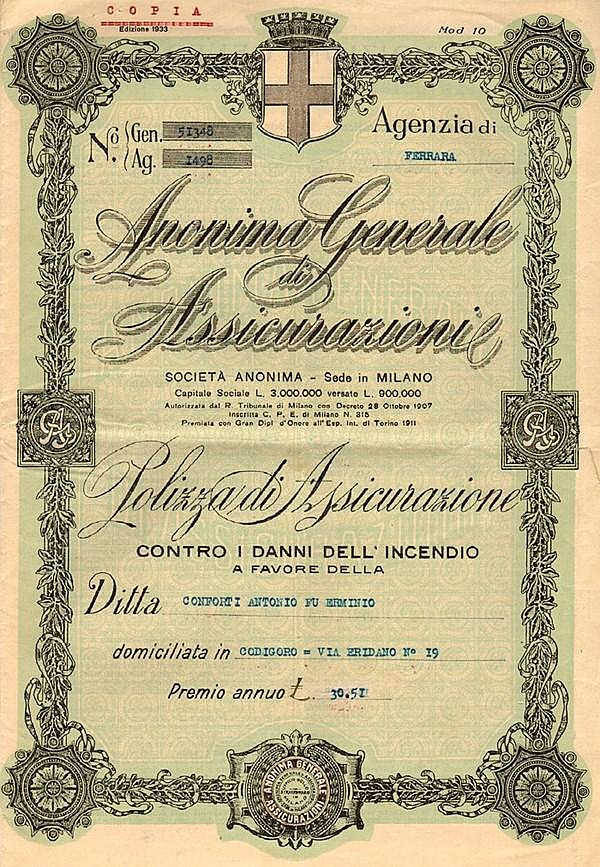 COPIA
Edizione 1933
Mod 10
No. Gen. 51348
Ag. 1498
Agenzia di
FERRARA
Anonima Generale
di
Assicurazioni
SOCIETÀ ANONIMA - Sede in MILANO
Capitale Sociale L. 3.000.000 versato L. 900.000
Autorizzata dal R. Tribunale di Milano con Decreto 28 Ottobre 1907
Inscritta C. P. E. di Milano N. 315
Premiata con Gran Dipl d'Onore all'Esp. Int. di Torino 1911
Polizza di Assicurazione
CONTRO I DANNI DELL'INCENDIO
A FAVORE DELLA
Ditta CONFORTI ANTONIO FU ERMINIO
domiciliata in CODIGORO = VIA ERIDANO No 19
Premio annuo £. 30.51
ANONIMA GENERALE
ASSICURAZIONI